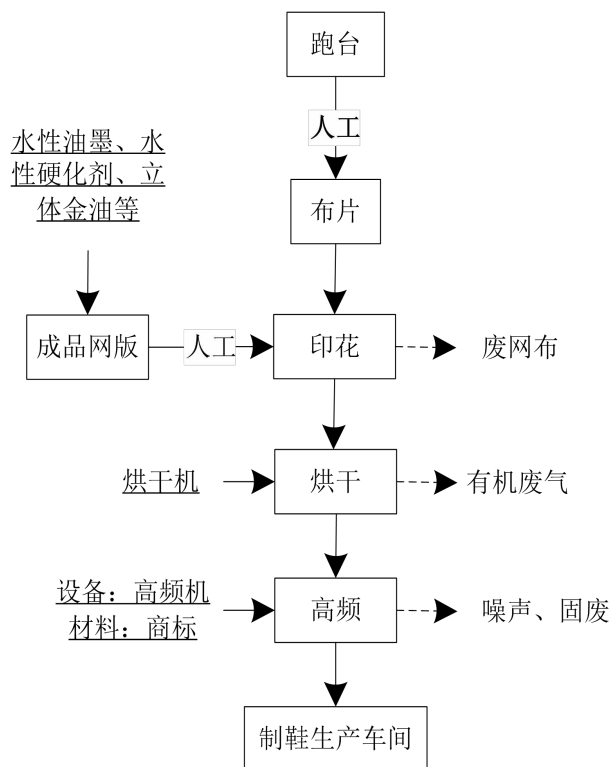 跑台
人工
水性油墨、水
性硬化剂、立
体金油等
布片
成品网版
人工
印花
废网布
烘干机
烘干
有机废气
设备：高频机
材料：商标
高频
噪声、固废
制鞋生产车间